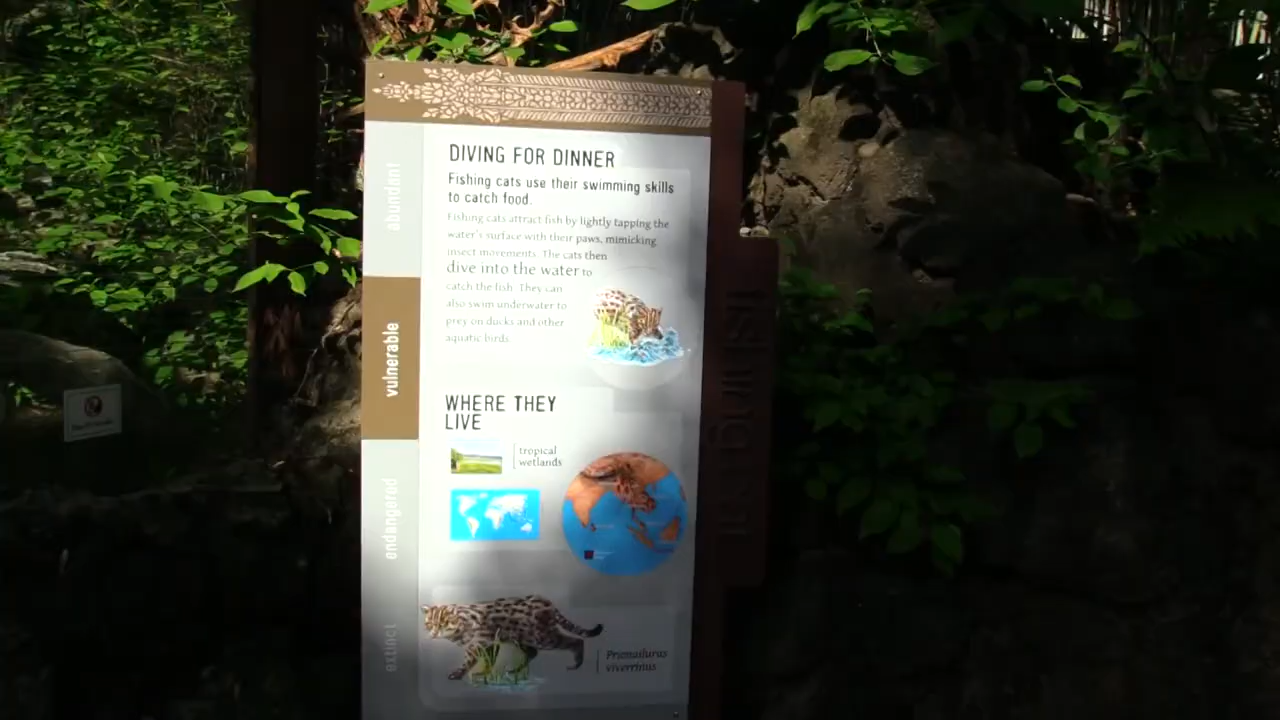 DIVING FOR DINNER
Fishing cats use their swimming skills
to catch food.
Fishing cats attract fish by lightly tapping the
water's surface with their paws, mimicking
insect movements. The cats then
dive into the water to
catch the fish. They can
also swim underwater to
prey on ducks and other
aquatic birds.
WHERE THEY
LIVE
tropical
wetlands
Prionailurus
viverrinus
abundant
vulnerable
endangered
extinct
fishing cat